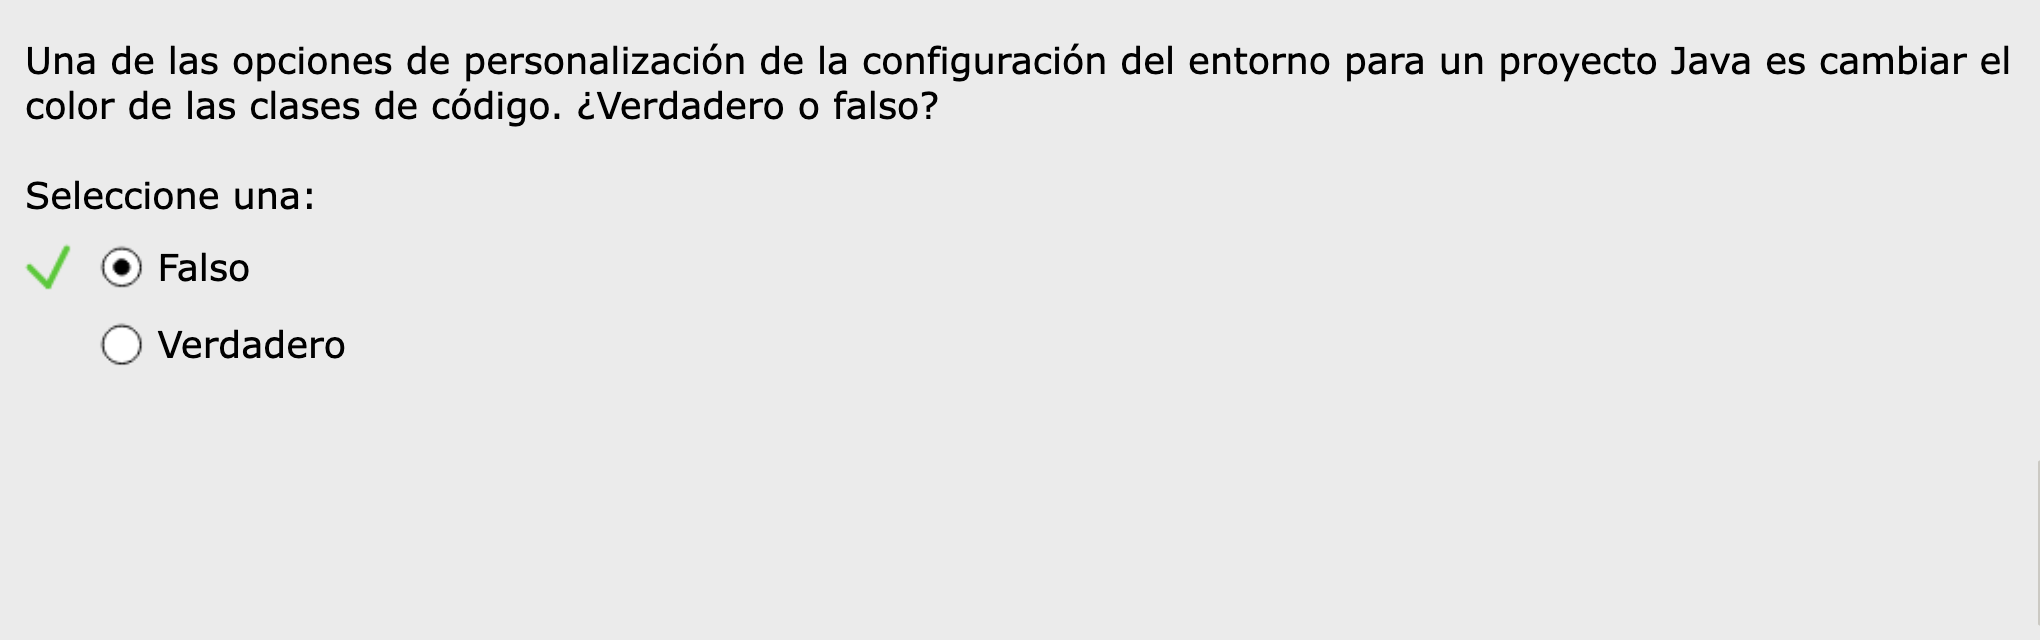 Una de las opciones de personalización de la configuración del entorno para un proyecto Java es cambiar el
color de las clases de código. ¿Verdadero o falso?
Seleccione una:
Falso
Verdadero